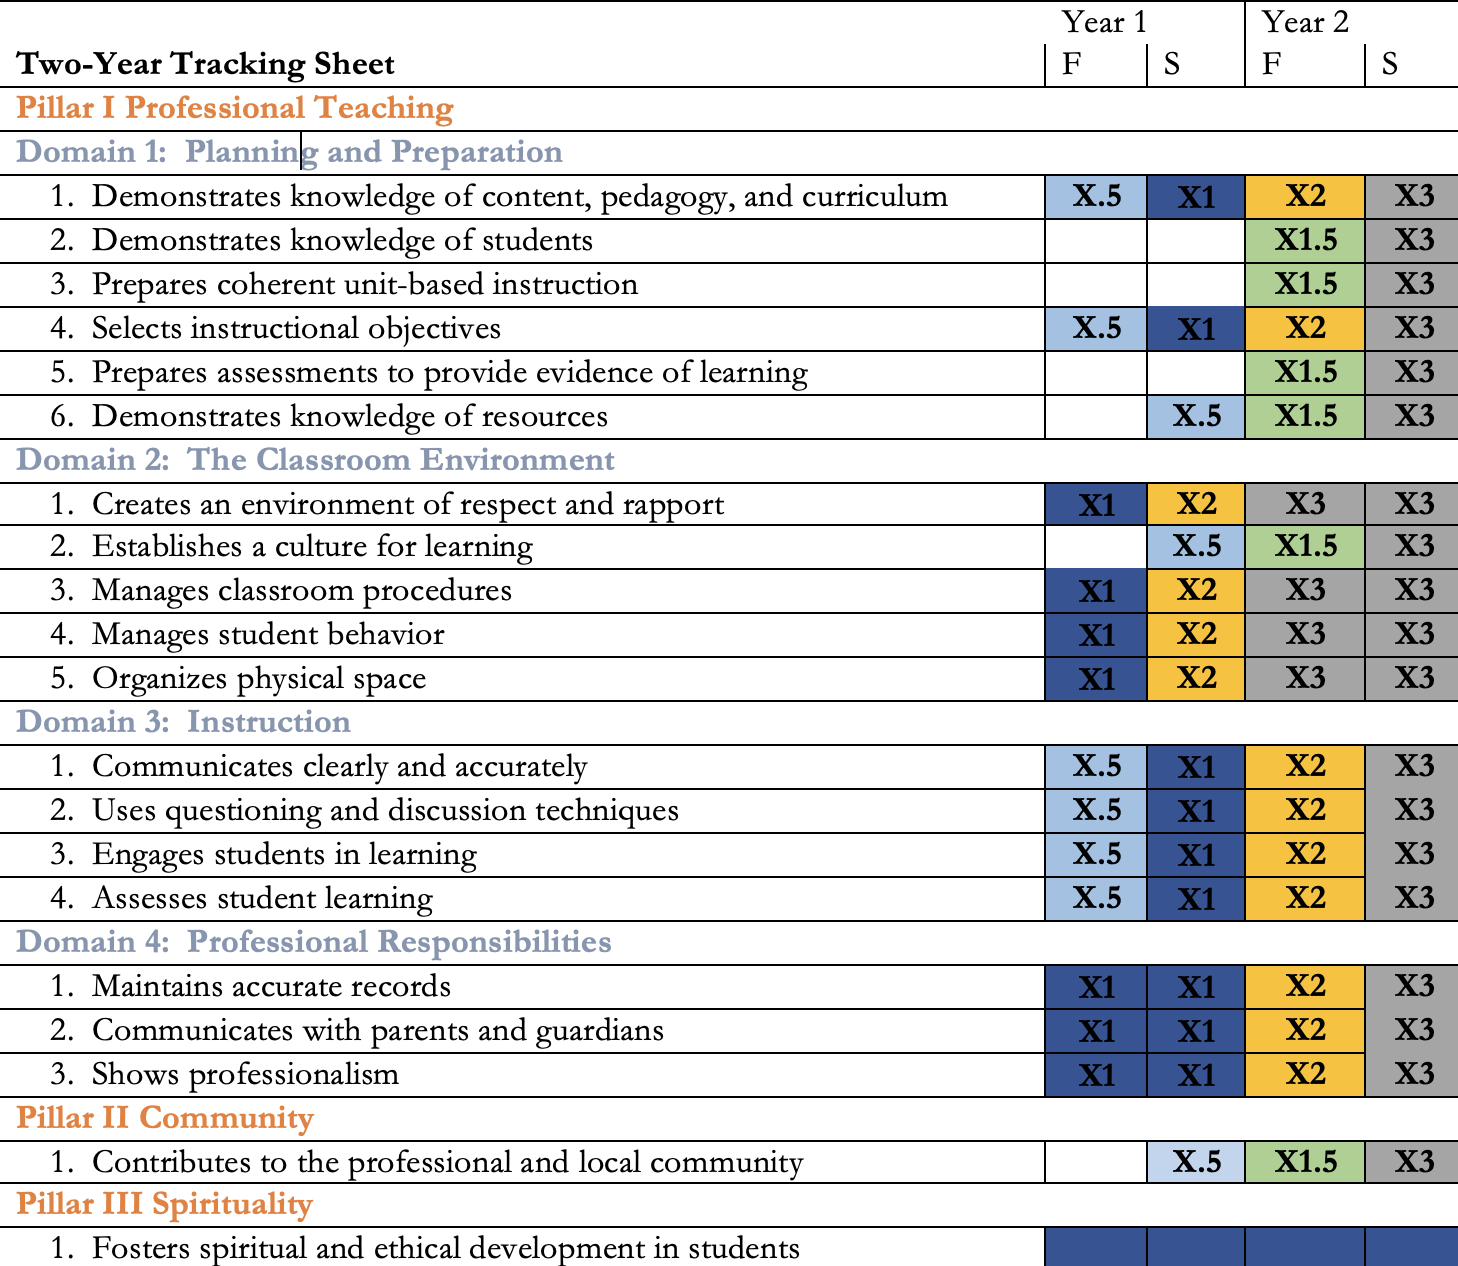 Year 1 Year 2
Two-Year Tracking Sheet F S F S
Pillar I Professional Teaching
Domain 1: Planning and Preparation
1. Demonstrates knowledge of content, pedagogy, and curriculum X.5 X1 X2 X3
2. Demonstrates knowledge of students X1.5 X3
3. Prepares coherent unit-based instruction X1.5 X3
4. Selects instructional objectives X.5 X1 X2 X3
5. Prepares assessments to provide evidence of learning X1.5 X3
6. Demonstrates knowledge of resources X.5 X1.5 X3
Domain 2: The Classroom Environment
1. Creates an environment of respect and rapport X1 X2 X3 X3
2. Establishes a culture for learning X.5 X1.5 X3
3. Manages classroom procedures X1 X2 X3 X3
4. Manages student behavior X1 X2 X3 X3
5. Organizes physical space X1 X2 X3 X3
Domain 3: Instruction
1. Communicates clearly and accurately X.5 X1 X2 X3
2. Uses questioning and discussion techniques X.5 X1 X2 X3
3. Engages students in learning X.5 X1 X2 X3
4. Assesses student learning X.5 X1 X2 X3
Domain 4: Professional Responsibilities
1. Maintains accurate records X1 X1 X2 X3
2. Communicates with parents and guardians X1 X1 X2 X3
3. Shows professionalism X1 X1 X2 X3
Pillar II Community
1. Contributes to the professional and local community X.5 X1.5 X3
Pillar III Spirituality
1. Fosters spiritual and ethical development in students